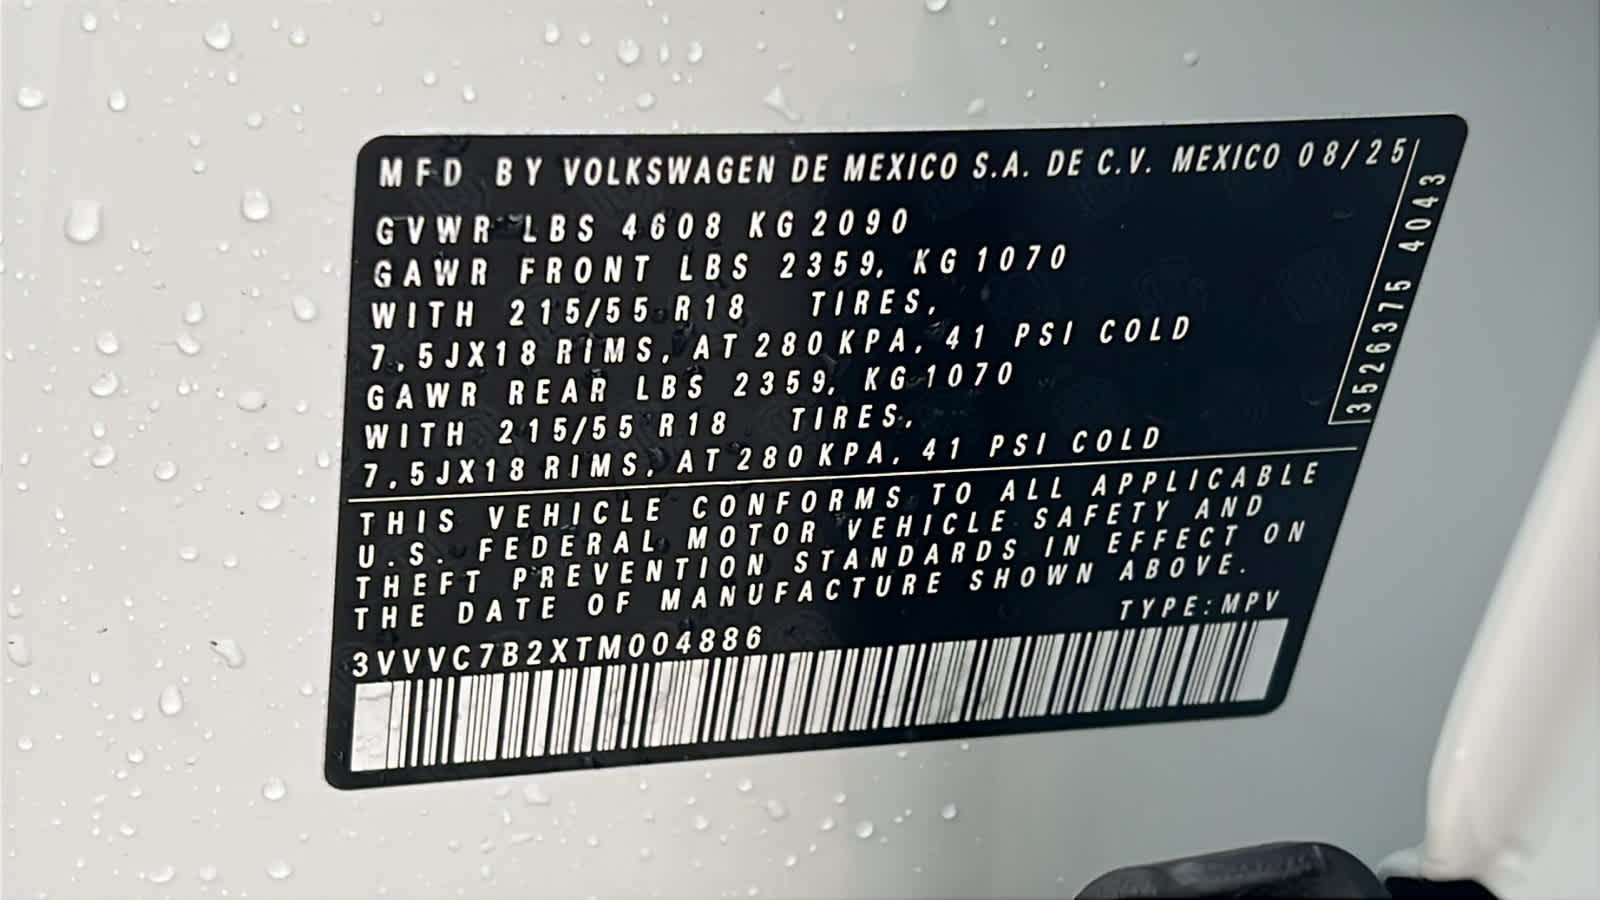 MFD BY VOLKSWAGEN DE MEXICO S.A. DE C.V. MEXICO 08/25
GVWR LBS 4608 KG 2090
GAWR FRONT LBS 2359, KG 1070
WITH 215/55 R18 TIRES,
7.5JX18 RIMS, AT 280 KPA, 41 PSI COLD
GAWR REAR LBS 2359, KG 1070
WITH 215/55 R18 TIRES,
7.5JX18 RIMS, AT 280 KPA, 41 PSI COLD
3526375 4043
THIS VEHICLE CONFORMS TO ALL APPLICABLE
U.S. FEDERAL MOTOR VEHICLE SAFETY AND
THEFT PREVENTION STANDARDS IN EFFECT ON
THE DATE OF MANUFACTURE SHOWN ABOVE.
TYPE:MPV
3VVVC7B2XTM004886